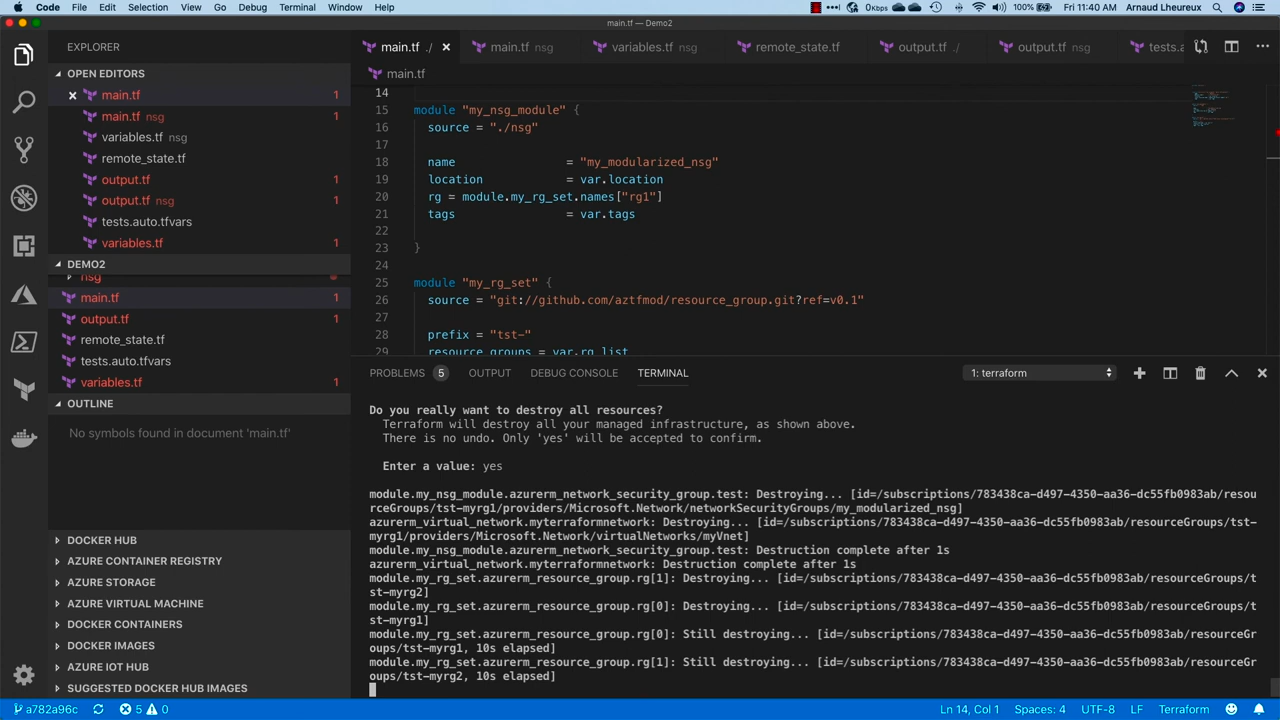 Code File Edit Selection View Go Debug Terminal Window Help
0Kbps 100% Fri 11:40 AM Arnaud Lheureux
main.tf — Demo2
EXPLORER
main.tf ./ main.tf nsg variables.tf nsg remote_state.tf output.tf ./ output.tf nsg tests.a
OPEN EDITORS
main.tf 1
main.tf nsg 1
variables.tf nsg
remote_state.tf
output.tf 1
output.tf nsg 1
tests.auto.tfvars
variables.tf 1
DEMO2
nsg
main.tf 1
output.tf 1
remote_state.tf
tests.auto.tfvars
variables.tf 1
OUTLINE
No symbols found in document 'main.tf'
DOCKER HUB
AZURE CONTAINER REGISTRY
AZURE STORAGE
AZURE VIRTUAL MACHINE
DOCKER CONTAINERS
DOCKER IMAGES
AZURE IOT HUB
SUGGESTED DOCKER HUB IMAGES
main.tf
14
15 module "my_nsg_module" {
16 source = "./nsg"
17
18 name = "my_modularized_nsg"
19 location = var.location
20 rg = module.my_rg_set.names["rg1"]
21 tags = var.tags
22
23 }
24
25 module "my_rg_set" {
26 source = "git://github.com/aztfmod/resource_group.git?ref=v0.1"
27
28 prefix = "tst-"
29 resource_groups = var.rg_list
PROBLEMS 5 OUTPUT DEBUG CONSOLE TERMINAL 1: terraform
Do you really want to destroy all resources?
Terraform will destroy all your managed infrastructure, as shown above.
There is no undo. Only 'yes' will be accepted to confirm.
Enter a value: yes
module.my_nsg_module.azurerm_network_security_group.test: Destroying... [id=/subscriptions/783438ca-d497-4350-aa36-dc55fb0983ab/resou
rceGroups/tst-myrg1/providers/Microsoft.Network/networkSecurityGroups/my_modularized_nsg]
azurerm_virtual_network.myterraformnetwork: Destroying... [id=/subscriptions/783438ca-d497-4350-aa36-dc55fb0983ab/resourceGroups/tst-
myrg1/providers/Microsoft.Network/virtualNetworks/myVnet]
module.my_nsg_module.azurerm_network_security_group.test: Destruction complete after 1s
azurerm_virtual_network.myterraformnetwork: Destruction complete after 1s
module.my_rg_set.azurerm_resource_group.rg[1]: Destroying... [id=/subscriptions/783438ca-d497-4350-aa36-dc55fb0983ab/resourceGroups/t
st-myrg2]
module.my_rg_set.azurerm_resource_group.rg[0]: Destroying... [id=/subscriptions/783438ca-d497-4350-aa36-dc55fb0983ab/resourceGroups/t
st-myrg1]
module.my_rg_set.azurerm_resource_group.rg[0]: Still destroying... [id=/subscriptions/783438ca-d497-4350-aa36-dc55fb0983ab/resourceGr
oups/tst-myrg1, 10s elapsed]
module.my_rg_set.azurerm_resource_group.rg[1]: Still destroying... [id=/subscriptions/783438ca-d497-4350-aa36-dc55fb0983ab/resourceGr
oups/tst-myrg2, 10s elapsed]
a782a96c 5 0 Ln 14, Col 1 Spaces: 4 UTF-8 LF Terraform